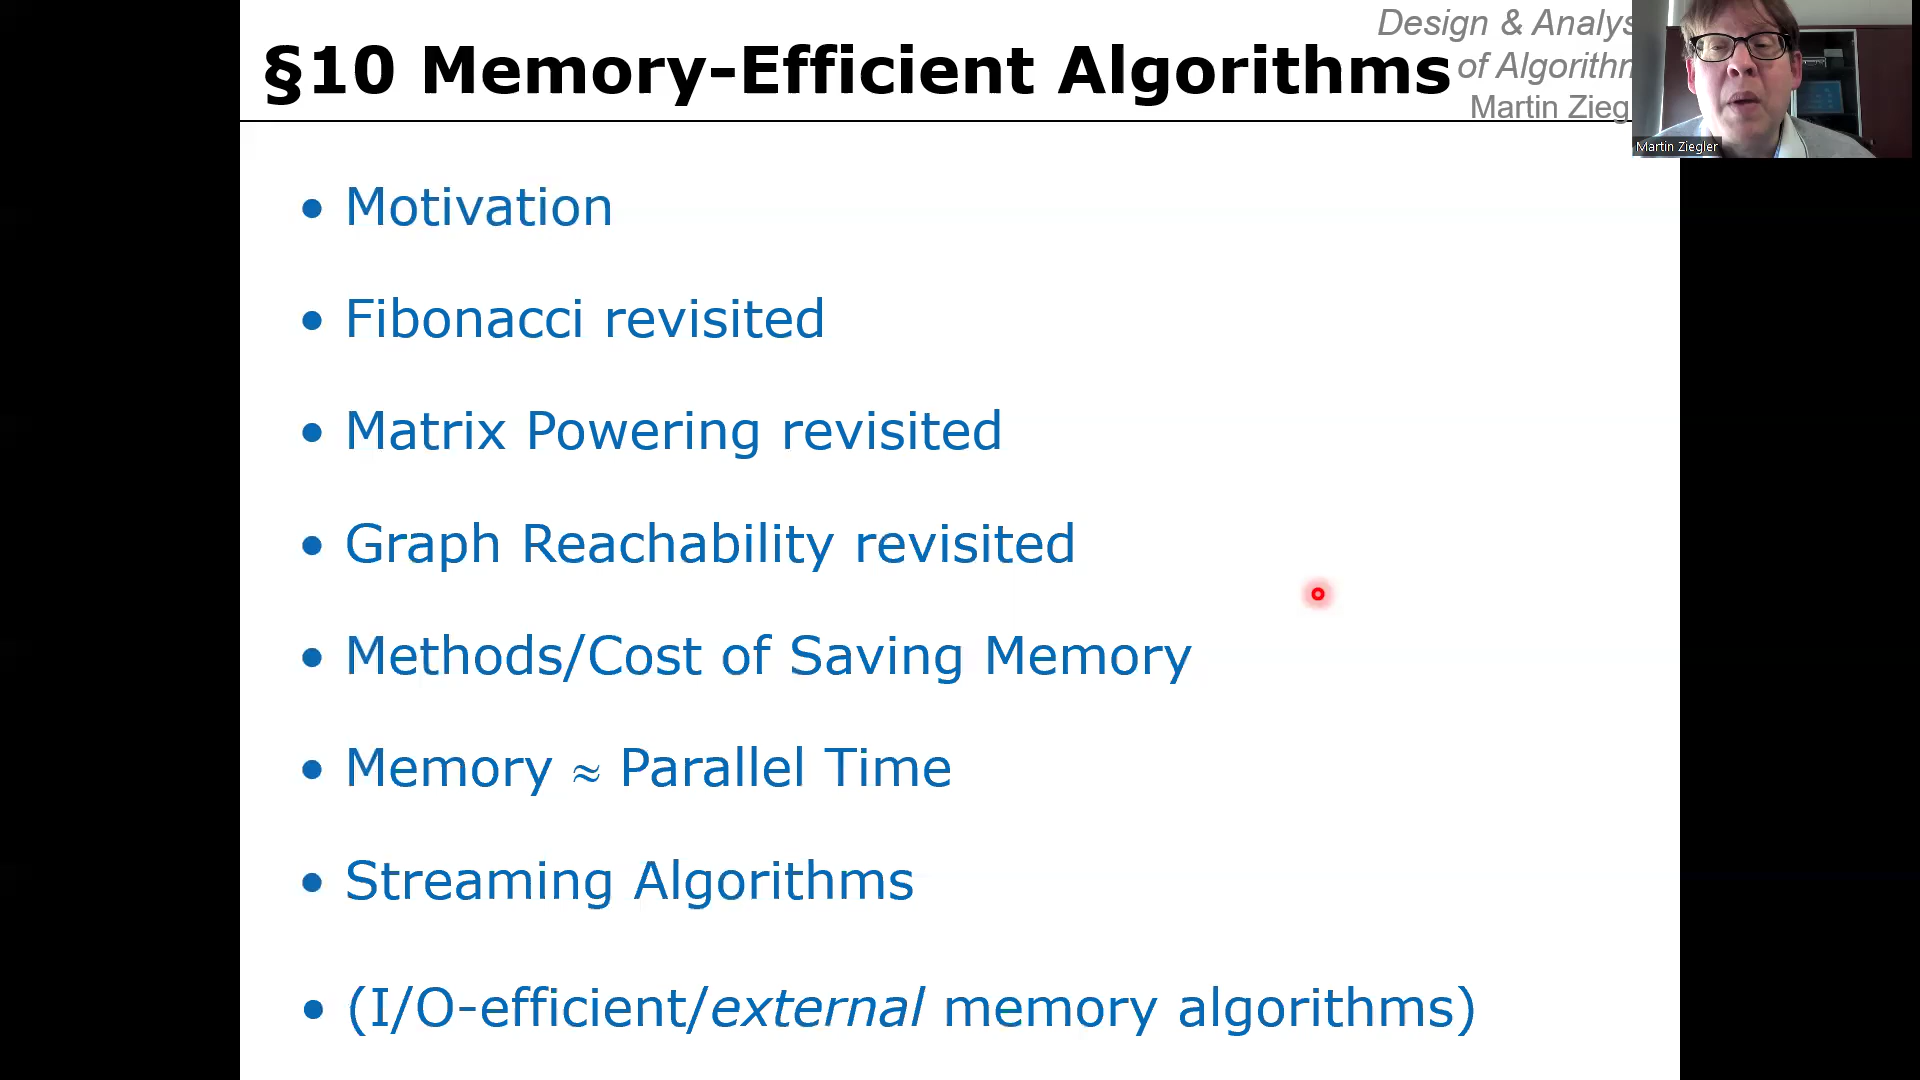 §10 Memory-Efficient Algorithms
Design & Analys
of Algorithm
Martin Zieg
Martin Ziegler
• Motivation
• Fibonacci revisited
• Matrix Powering revisited
• Graph Reachability revisited
• Methods/Cost of Saving Memory
• Memory ≈ Parallel Time
• Streaming Algorithms
• (I/O-efficient/external memory algorithms)